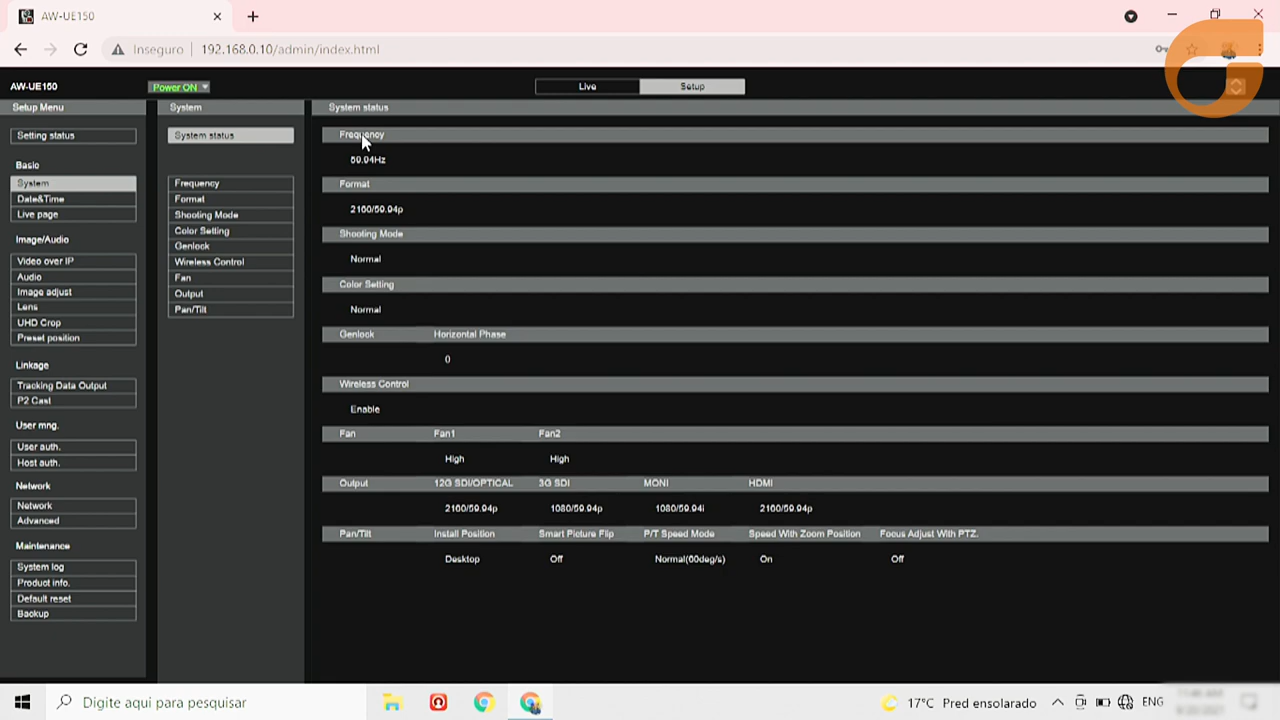 AW-UE150
Inseguro 192.168.0.10/admin/index.html
AW-UE150 Power ON Live Setup
Setup Menu
Setting status
Basic
System
Date&Time
Live page
Image/Audio
Video over IP
Audio
Image adjust
Lens
UHD Crop
Preset position
Linkage
Tracking Data Output
P2 Cast
User mng.
User auth.
Host auth.
Network
Network
Advanced
Maintenance
System log
Product info.
Default reset
Backup
System
System status
Frequency
Format
Shooting Mode
Color Setting
Genlock
Wireless Control
Fan
Output
Pan/Tilt
System status
Frequency
59.94Hz
Format
2160/59.94p
Shooting Mode
Normal
Color Setting
Normal
Genlock Horizontal Phase
0
Wireless Control
Enable
Fan Fan1 Fan2
High High
Output 12G SDI/OPTICAL 3G SDI MONI HDMI
2160/59.94p 1080/59.94p 1080/59.94i 2160/59.94p
Pan/Tilt Install Position Smart Picture Flip P/T Speed Mode Speed With Zoom Position Focus Adjust With PTZ.
Desktop Off Normal(60deg/s) On Off
Digite aqui para pesquisar 17°C Pred ensolarado ENG